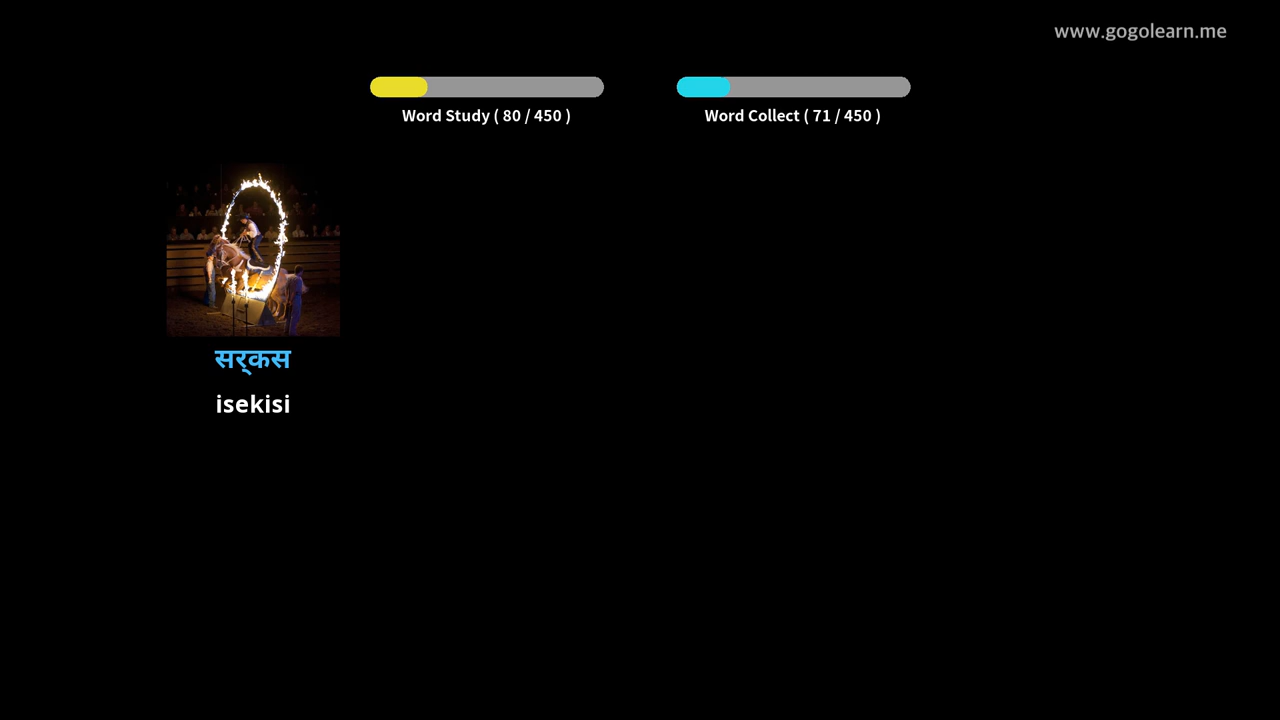 www.gogolearn.me
Word Study ( 80 / 450 )
Word Collect ( 71 / 450 )
सर्कस
isekisi